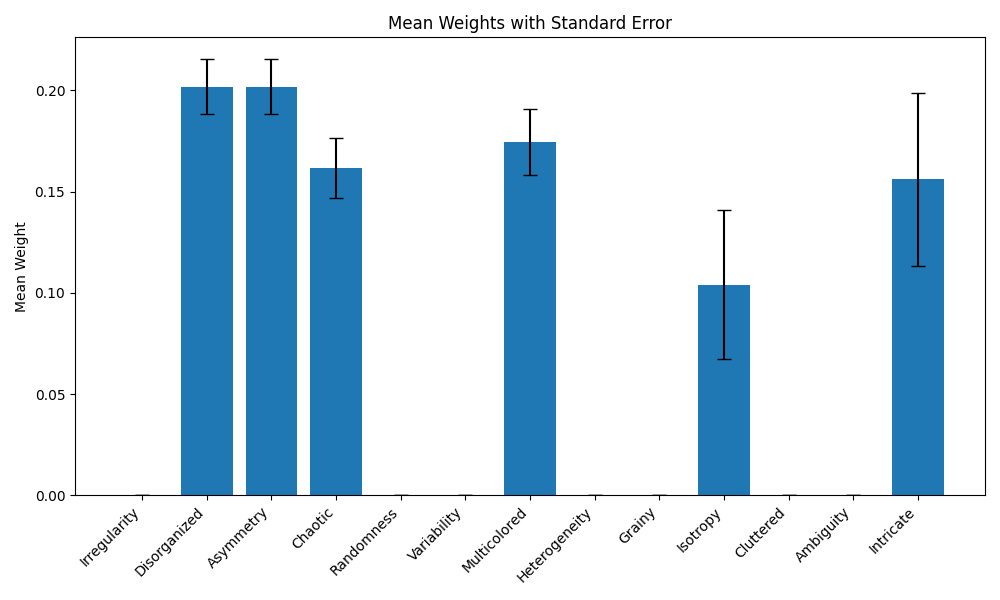 Mean Weights with Standard Error
Mean Weight
0.20
0.15
0.10
0.05
0.00
Irregularity
Disorganized
Asymmetry
Chaotic
Randomness
Variability
Multicolored
Heterogeneity
Grainy
Isotropy
Cluttered
Ambiguity
Intricate